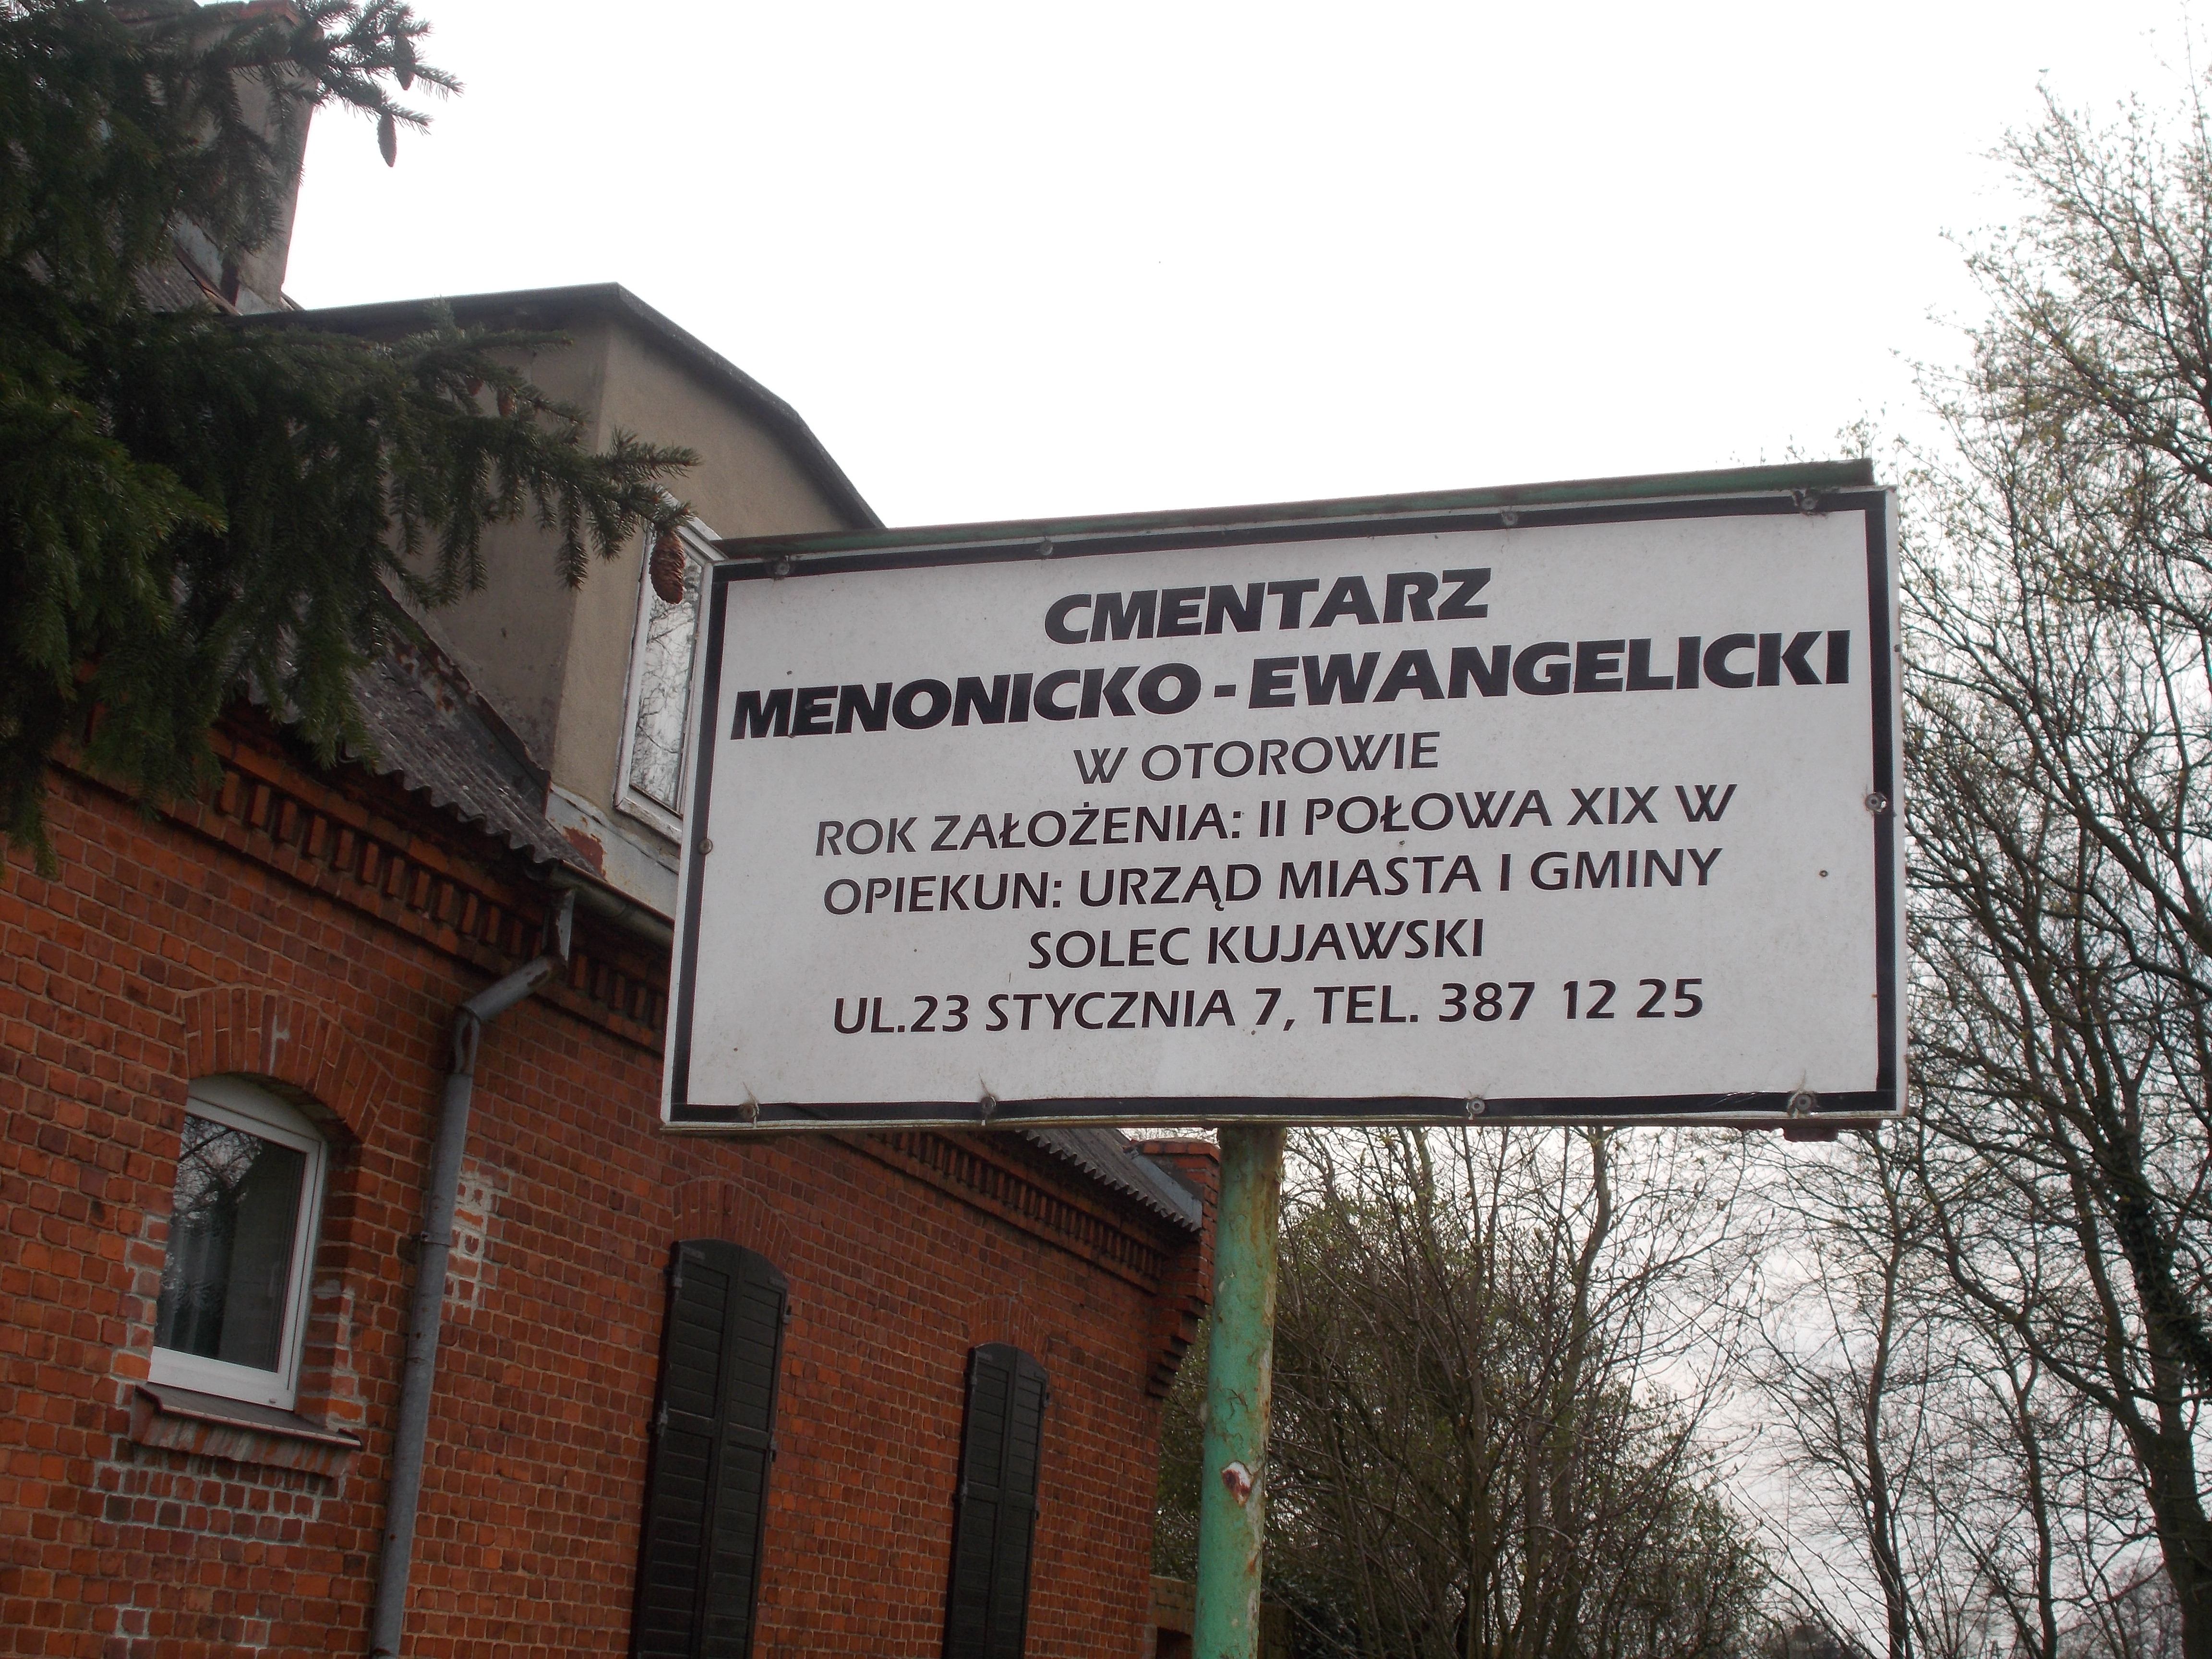 CMENTARZ
MENONICKO - EWANGELICKI
W OTOROWIE
ROK ZAŁOŻENIA: II POŁOWA XIX W
OPIEKUN: URZĄD MIASTA I GMINY
SOLEC KUJAWSKI
UL.23 STYCZNIA 7, TEL. 387 12 25